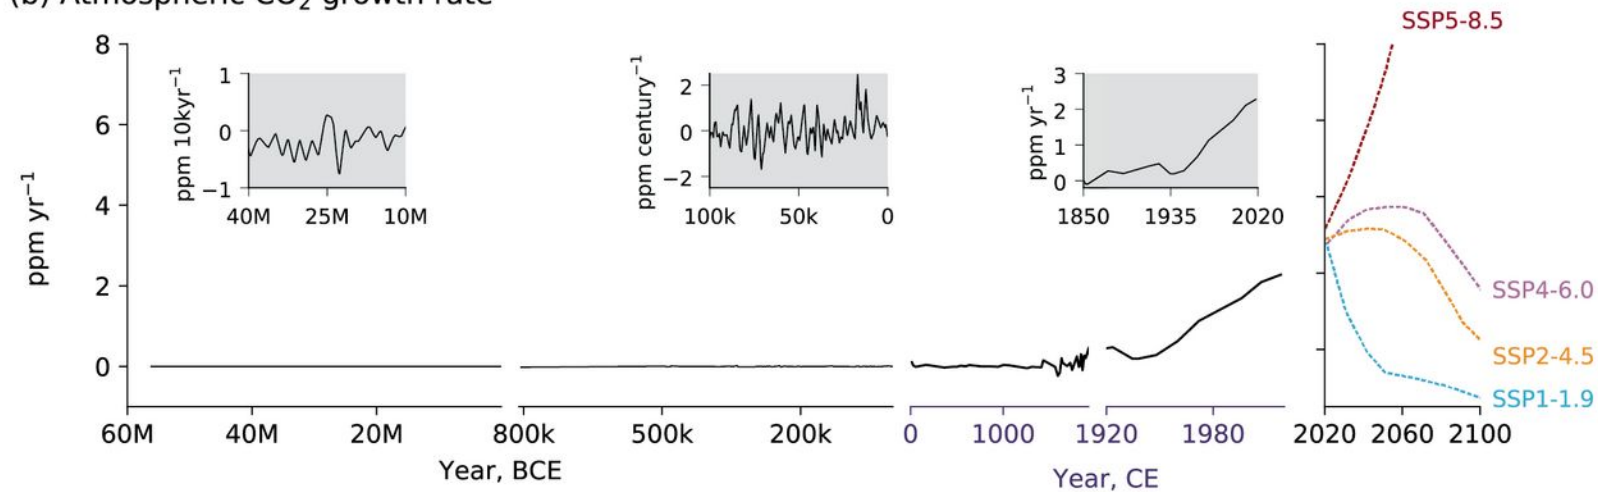 (b) Atmospheric CO₂ growth rate
SSP5-8.5
8
6
4
2
0
ppm yr⁻¹
1
0
−1
ppm 10kyr⁻¹
40M 25M 10M
2
0
−2
ppm century⁻¹
100k 50k 0
3
2
1
0
ppm yr⁻¹
1850 1935 2020
SSP4-6.0
SSP2-4.5
SSP1-1.9
60M 40M 20M 800k 500k 200k 0 1000 1920 1980 2020 2060 2100
Year, BCE
Year, CE